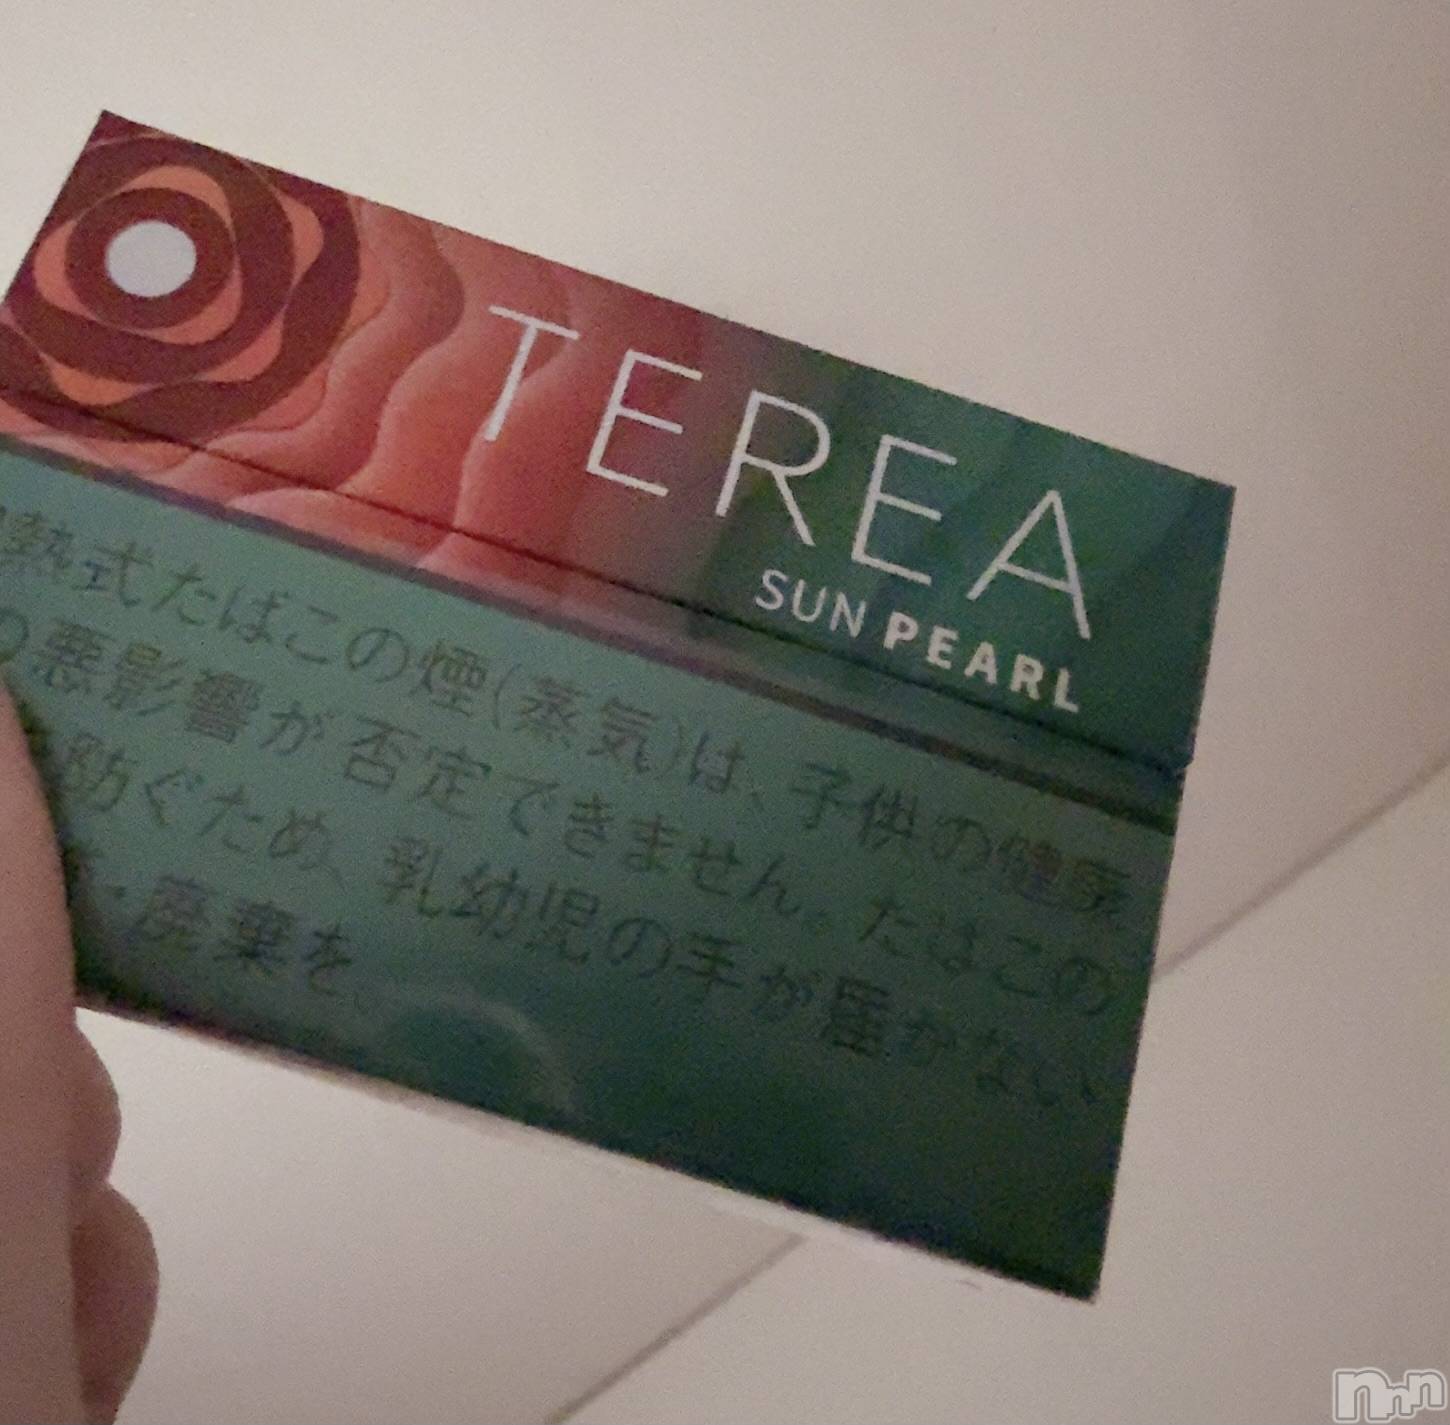 TEREA
SUN PEARL
熱式たばこの煙(蒸気)は、子供の健康
の悪影響が否定できません。たばこの
防ぐため、乳幼児の手が届かない
・廃棄を。
nnn